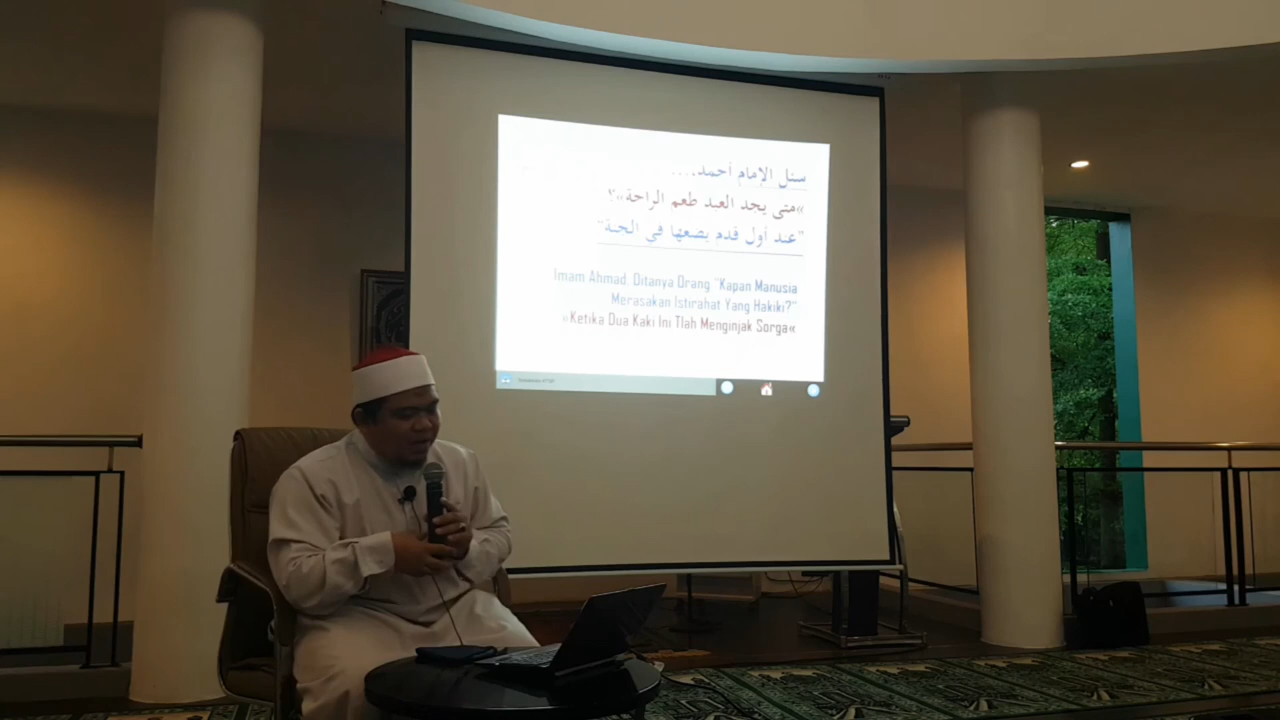 سئل الإمام أحمد....
»متى يجد العبد طعم الراحة«؟
"عند أول قدم يضعها في الجنة"
Imam Ahmad: Ditanya Orang "Kapan Manusia
Merasakan Istirahat Yang Hakiki?"
»Ketika Dua Kaki Ini Tlah Menginjak Sorga«